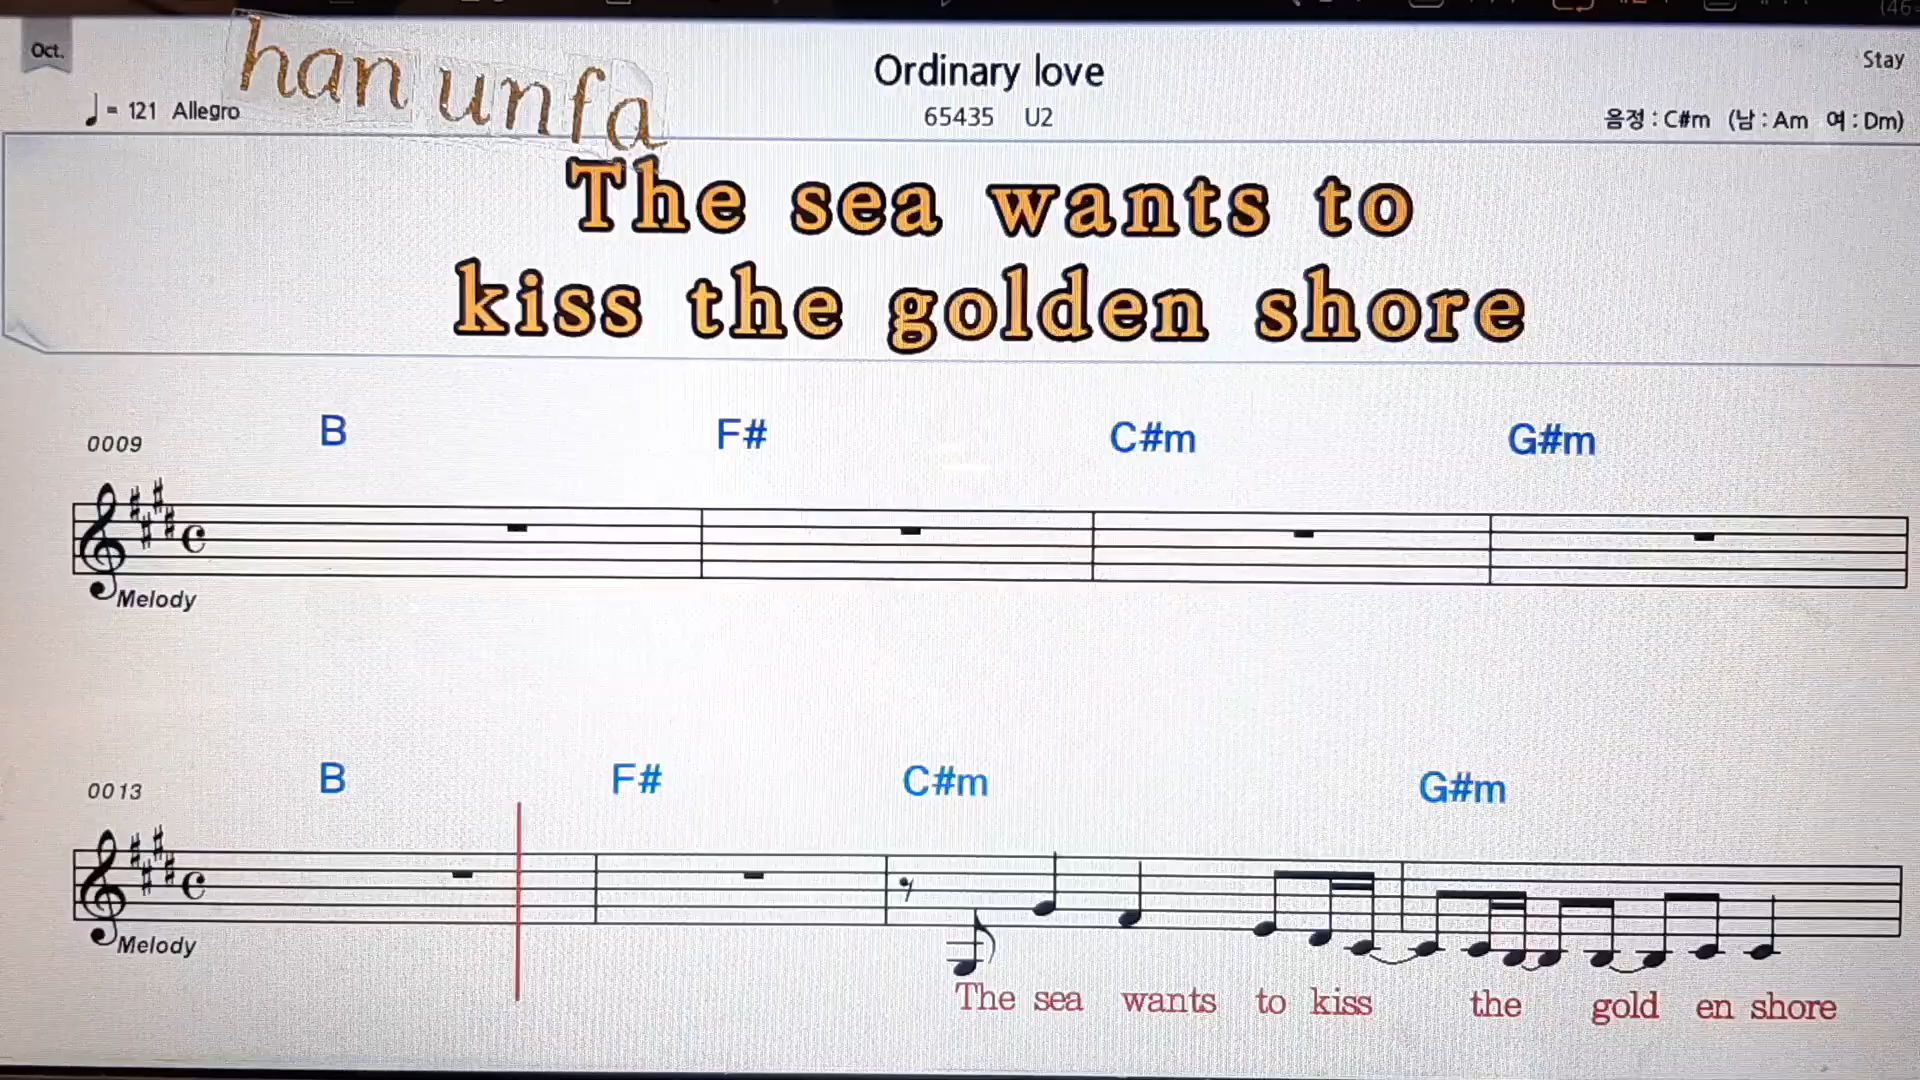 Oct.
han unfa
Ordinary love
Stay
= 121 Allegro
65435 U2
음정 : C#m (남 : Am 여 : Dm)
The sea wants to
kiss the golden shore
0009 B F# C#m G#m
Melody
0013 B F# C#m G#m
Melody
The sea wants to kiss the gold en shore